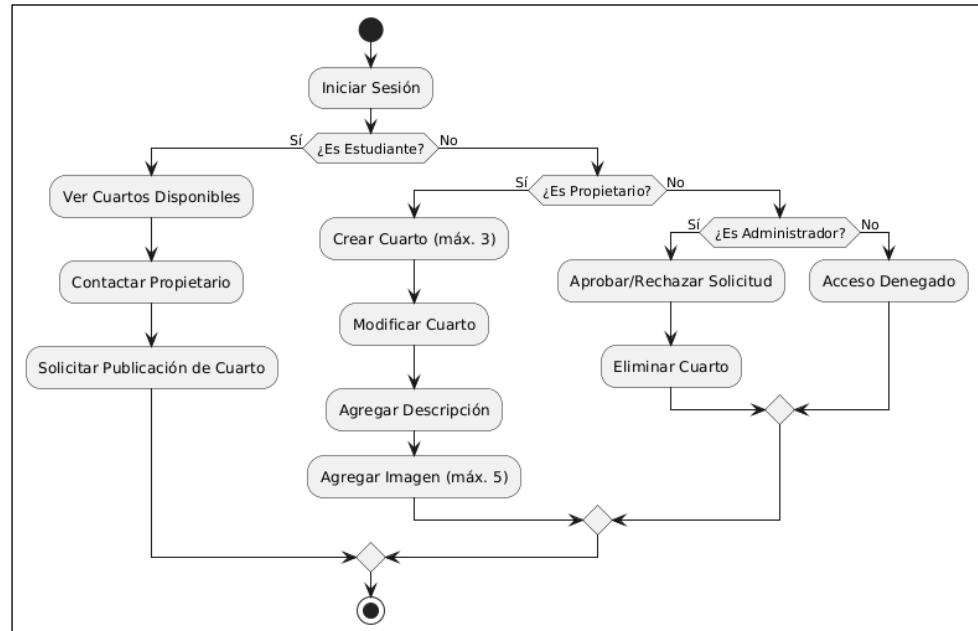 Iniciar Sesión
Sí
¿Es Estudiante?
No
Ver Cuartos Disponibles
Contactar Propietario
Solicitar Publicación de Cuarto
Sí
¿Es Propietario?
No
Crear Cuarto (máx. 3)
Modificar Cuarto
Agregar Descripción
Agregar Imagen (máx. 5)
Sí
¿Es Administrador?
No
Aprobar/Rechazar Solicitud
Eliminar Cuarto
Acceso Denegado